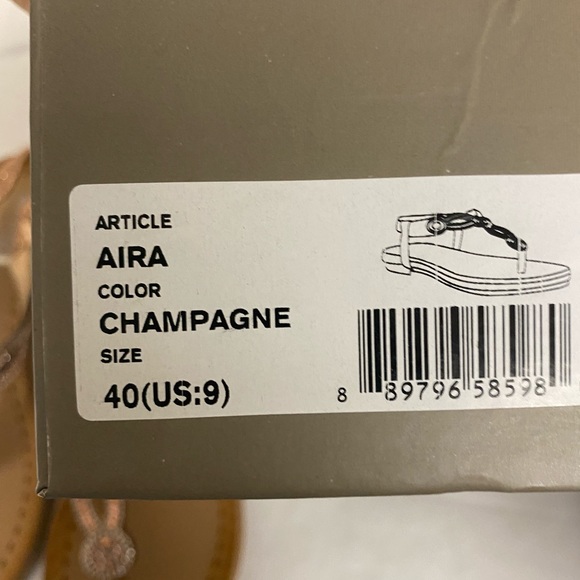 ARTICLE
AIRA
COLOR
CHAMPAGNE
SIZE
40(US:9)
8 89796 58598